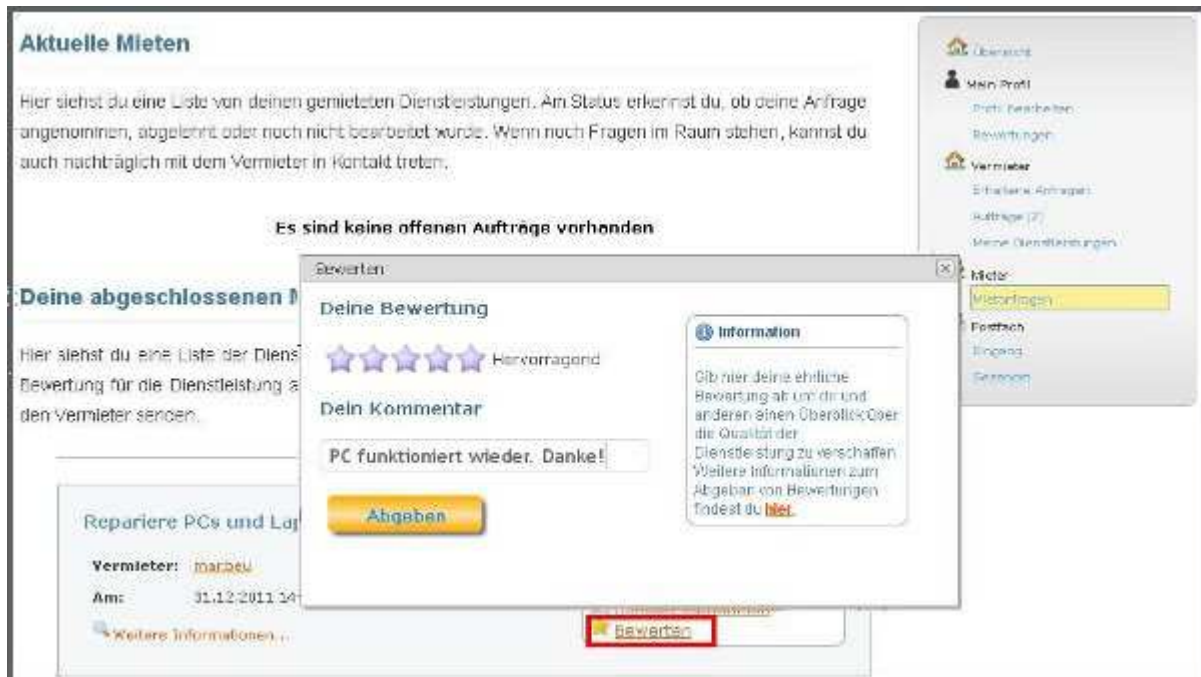 Aktuelle Mieten
Hier siehst du eine Liste von deinen gemieteten Dienstleistungen. Am Status erkennst du, ob deine Anfrage
angenommen, abgelehnt oder noch nicht bearbeitet wurde. Wenn noch Fragen im Raum stehen, kannst du
auch nachträglich mit dem Vermieter in Kontakt treten.
Es sind keine offenen Aufträge vorhanden
Deine abgeschlossenen M
Hier siehst du eine Liste der Diens
Bewertung für die Dienstleistung a
den Vermieter senden.
Repariere PCs und Lap
Vermieter: marbeu
Am: 31.12.2011 14
Weitere Informationen...
Bewerten
Bewerten
Deine Bewertung
Hervorragend
Dein Kommentar
PC funktioniert wieder. Danke!
Abgeben
Information
Gib hier deine ehrliche
Bewertung ab um dir und
anderen einen Überblick über
die Qualität der
Dienstleistung zu verschaffen
Weitere Informationen zum
Abgeben von Bewertungen
findest du hier.
Übersicht
Mein Profil
Profil bearbeiten
Bewertungen
Vermieter
Erhaltene Anfragen
Aufträge (2)
Meine Dienstleistungen
Mieter
Mietanfragen
Postfach
Eingang
Gesendet